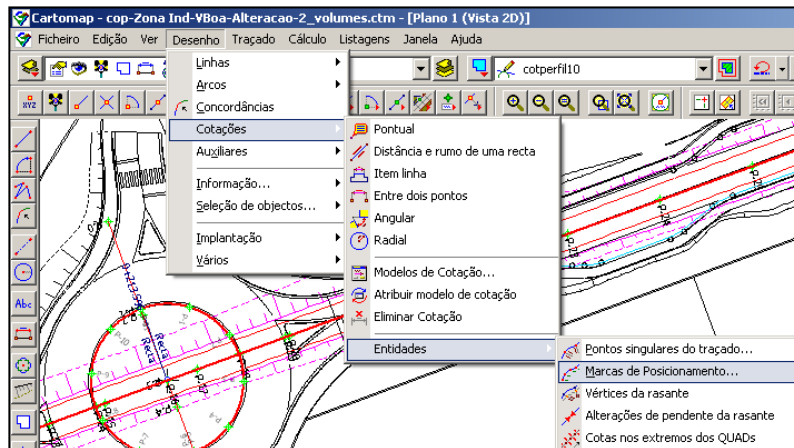 Cartomap - cop-Zona Ind-VBoa-Alteracao-2_volumes.ctm - [Plano 1 (Vista 2D)]
Ficheiro Edição Ver Desenho Traçado Cálculo Listagens Janela Ajuda
cotperfil10
XYZ
Linhas
Arcos
Concordâncias
Cotações
Auxiliares
Informação...
Seleção de objectos...
Implantação
Vários
Pontual
Distância e rumo de uma recta
Item linha
Entre dois pontos
Angular
Radial
Modelos de Cotação...
Atribuir modelo de cotação
Eliminar Cotação
Entidades
Pontos singulares do traçado...
Marcas de Posicionamento...
Vértices da rasante
Alterações de pendente da rasante
Cotas nos extremos dos QUADs
Abc
Recta
Recta